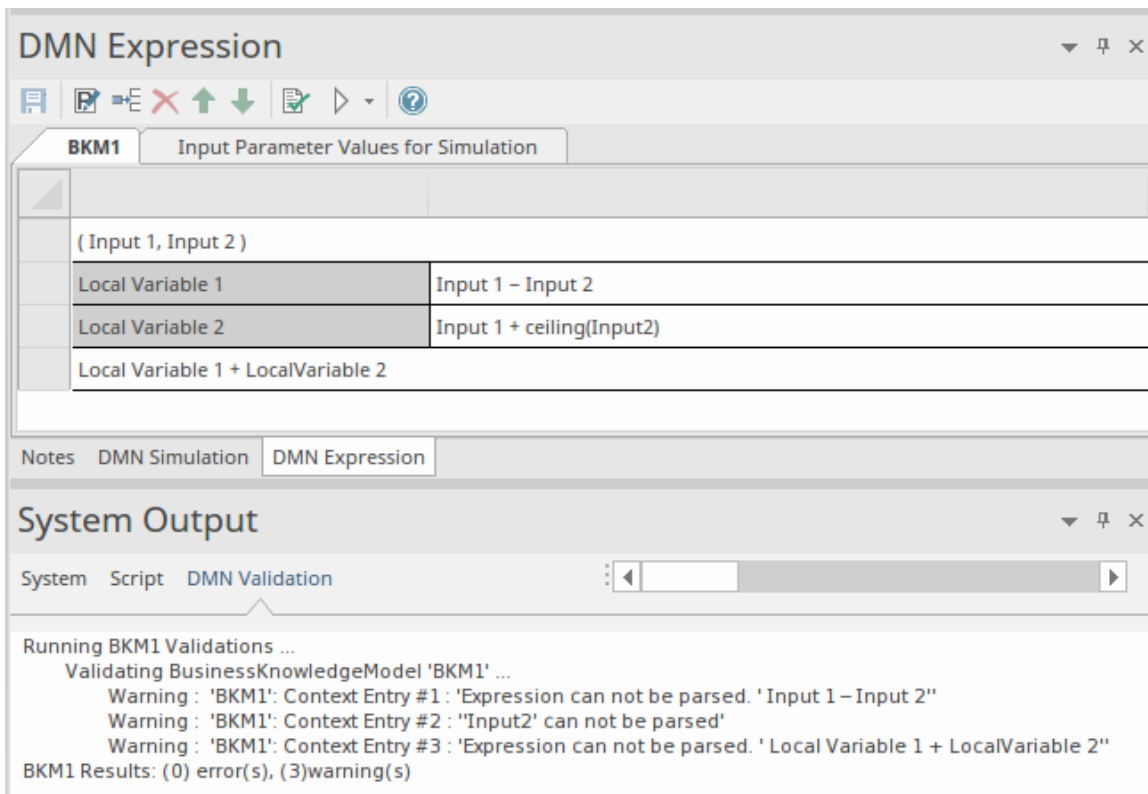 DMN Expression
BKM1 Input Parameter Values for Simulation
( Input 1, Input 2 )
Local Variable 1 Input 1 – Input 2
Local Variable 2 Input 1 + ceiling(Input2)
Local Variable 1 + LocalVariable 2
Notes DMN Simulation DMN Expression
System Output
System Script DMN Validation
Running BKM1 Validations ...
Validating BusinessKnowledgeModel 'BKM1' ...
Warning : 'BKM1': Context Entry #1 : 'Expression can not be parsed. ' Input 1 – Input 2''
Warning : 'BKM1': Context Entry #2 : ''Input2' can not be parsed'
Warning : 'BKM1': Context Entry #3 : 'Expression can not be parsed. ' Local Variable 1 + LocalVariable 2''
BKM1 Results: (0) error(s), (3)warning(s)